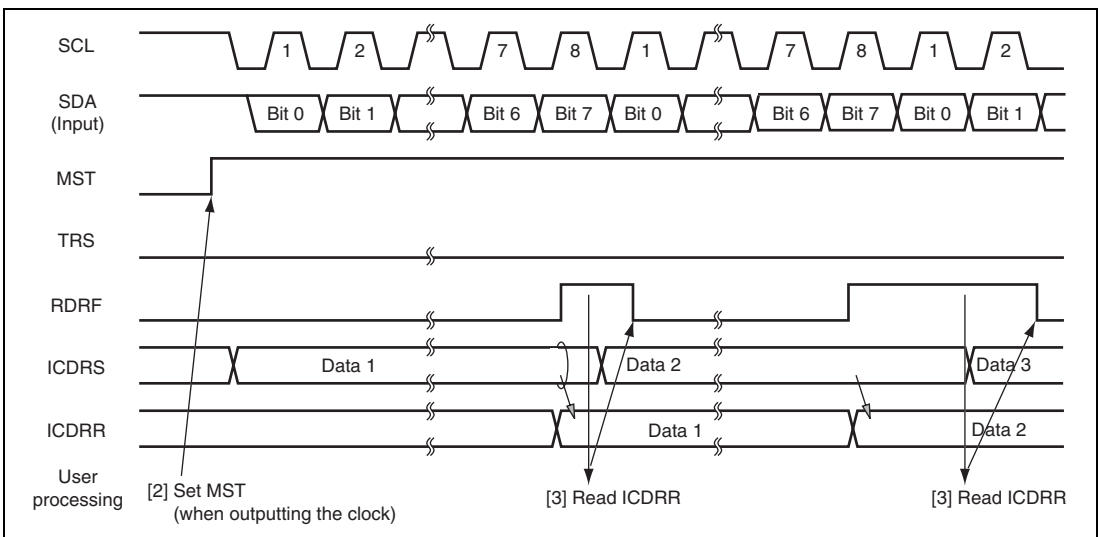 SCL 1 2 7 8 1 7 8 1 2
SDA
(Input) Bit 0 Bit 1 Bit 6 Bit 7 Bit 0 Bit 6 Bit 7 Bit 0 Bit 1
MST
TRS
RDRF
ICDRS Data 1 Data 2 Data 3
ICDRR Data 1 Data 2
User
processing
[2] Set MST
(when outputting the clock)
[3] Read ICDRR
[3] Read ICDRR